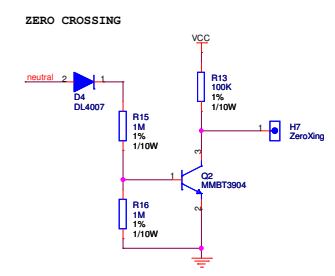 ZERO CROSSING
VCC
neutral
2
1
D4
DL4007
R13
100K
1%
1/10W
R15
1M
1%
1/10W
1
H7
ZeroXing
3
1
Q2
MMBT3904
2
R16
1M
1%
1/10W